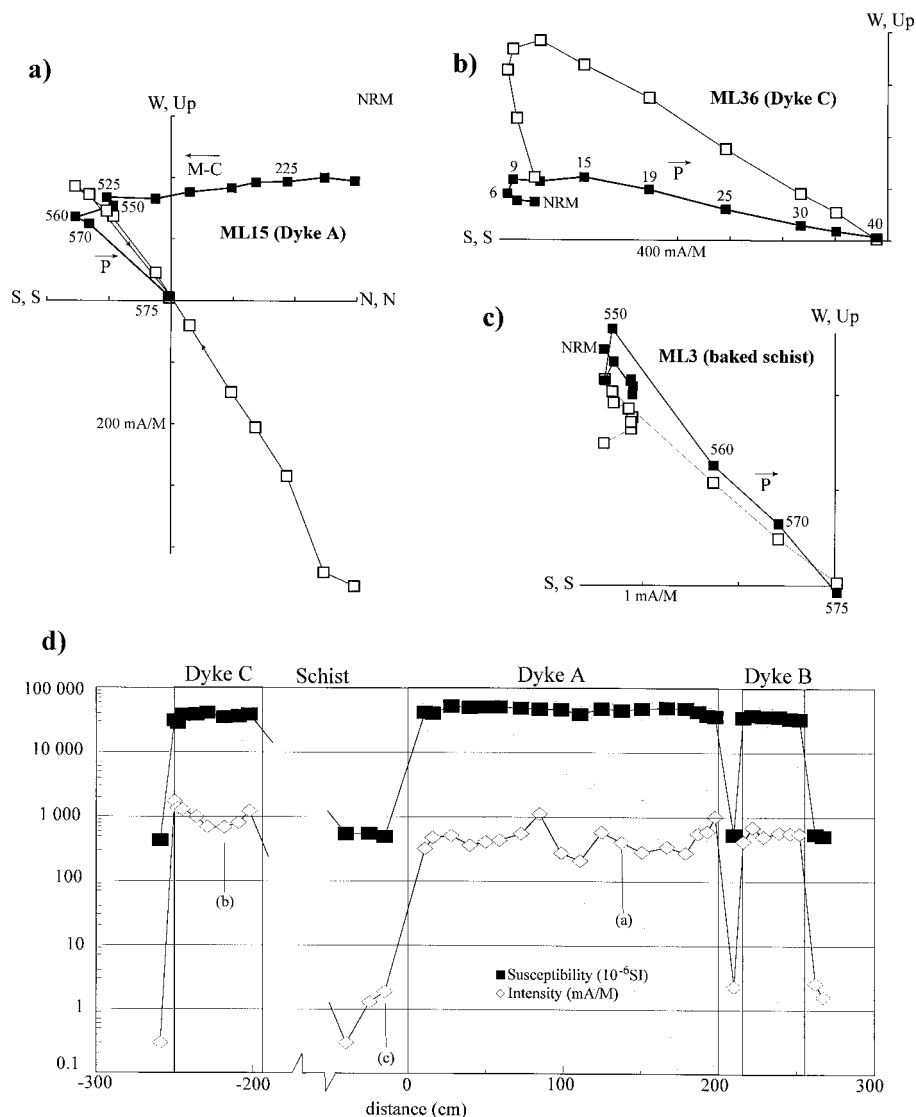 a)
NRM
W, Up
M-C
225
525
550
560
570
ML15 (Dyke A)
P
S, S
575
N, N
200 mA/M
b)
W, Up
ML36 (Dyke C)
9
15
P
19
6
NRM
25
30
40
S, S
400 mA/M
c)
W, Up
550
NRM
ML3 (baked schist)
560
P
570
S, S
1 mA/M
575
d)
Dyke C
Schist
Dyke A
Dyke B
100 000
10 000
1 000
100
10
1
0.1
(b)
(a)
(c)
Susceptibility (10⁻⁶SI)
Intensity (mA/M)
-300
-200
0
100
200
300
distance (cm)